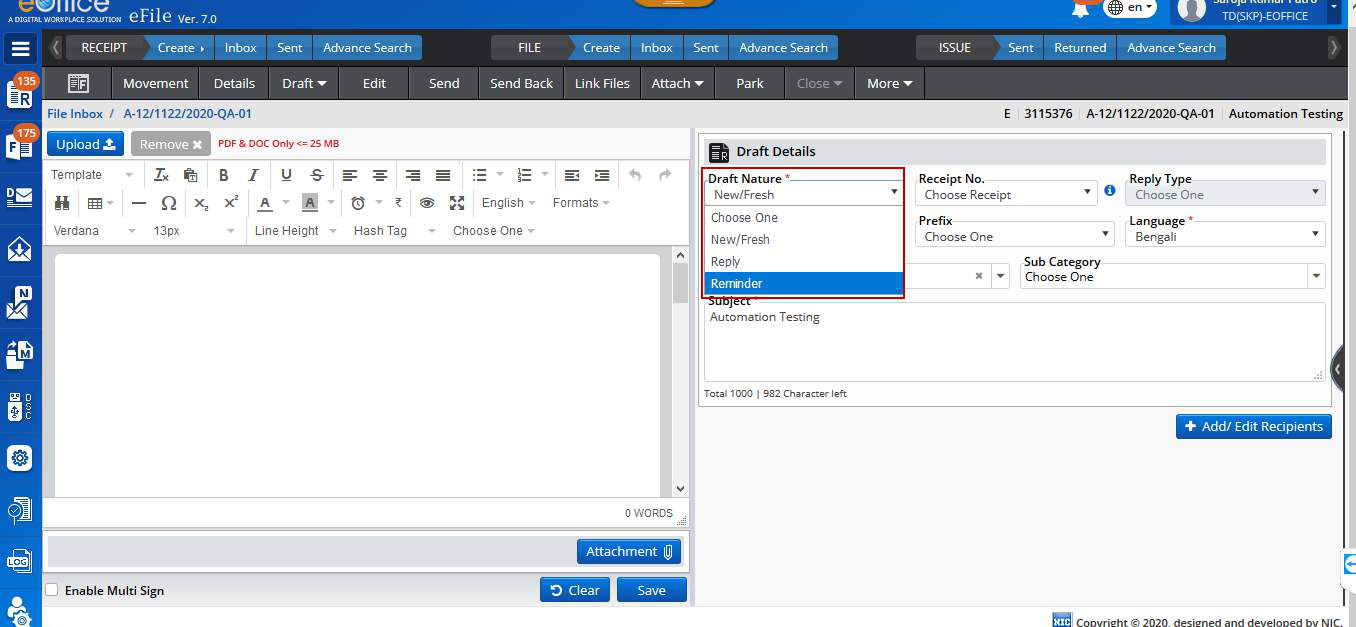 eOffice
A DIGITAL WORKPLACE SOLUTION eFile Ver. 7.0
en
Saroja Kumar Patro
TD(SKP)-EOFFICE
RECEIPT Create Inbox Sent Advance Search FILE Create Inbox Sent Advance Search ISSUE Sent Returned Advance Search
Movement Details Draft Edit Send Send Back Link Files Attach Park Close More
135
R
175
F
D
N
M
DSC
LOG
File Inbox / A-12/1122/2020-QA-01
E 3115376 A-12/1122/2020-QA-01 Automation Testing
Upload Remove PDF & DOC Only <= 25 MB
Template
English Formats
Verdana 13px Line Height Hash Tag Choose One
0 WORDS
Attachment
Enable Multi Sign Clear Save
Draft Details
Draft Nature * Receipt No. Reply Type
New/Fresh Choose Receipt Choose One
Choose One
New/Fresh
Reply
Reminder
Prefix Language *
Choose One Bengali
Sub Category
Choose One
Subject *
Automation Testing
Total 1000 | 982 Character left
+ Add/ Edit Recipients
NIC Copyright © 2020, designed and developed by NIC.